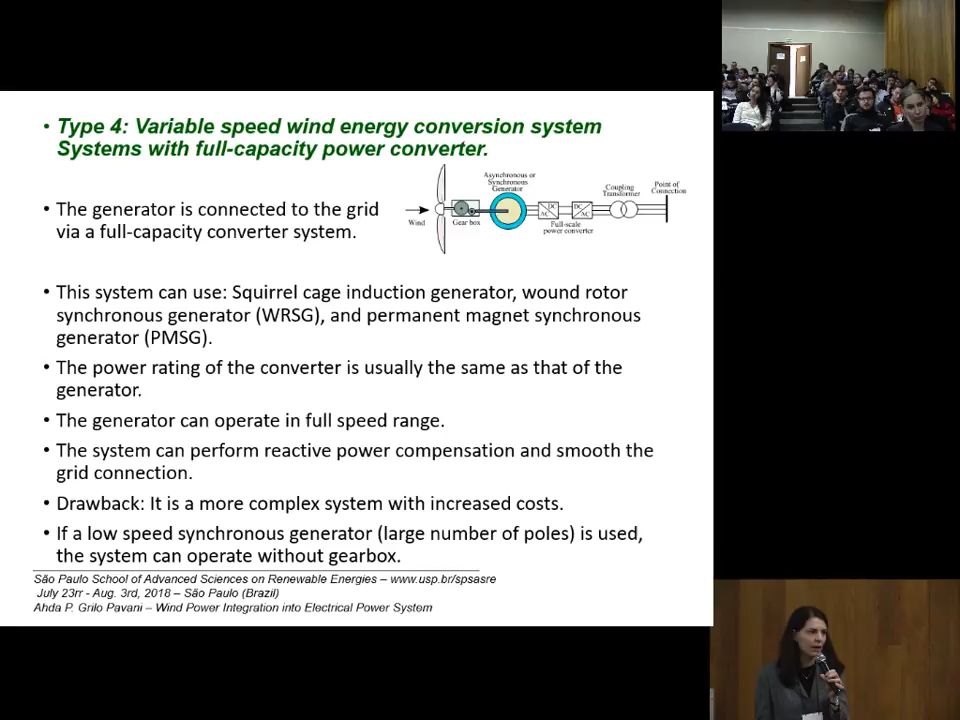 • Type 4: Variable speed wind energy conversion system
Systems with full-capacity power converter.
• The generator is connected to the grid
via a full-capacity converter system.
Asynchronous or
Synchronous
Generator
Coupling
Transformer
Point of
Connection
DC
AC
DC
AC
Wind
Gear box
Full-scale
power converter
• This system can use: Squirrel cage induction generator, wound rotor
synchronous generator (WRSG), and permanent magnet synchronous
generator (PMSG).
• The power rating of the converter is usually the same as that of the
generator.
• The generator can operate in full speed range.
• The system can perform reactive power compensation and smooth the
grid connection.
• Drawback: It is a more complex system with increased costs.
• If a low speed synchronous generator (large number of poles) is used,
the system can operate without gearbox.
São Paulo School of Advanced Sciences on Renewable Energies – www.usp.br/spsasre
July 23rr - Aug. 3rd, 2018 – São Paulo (Brazil)
Ahda P. Grilo Pavani – Wind Power Integration into Electrical Power System